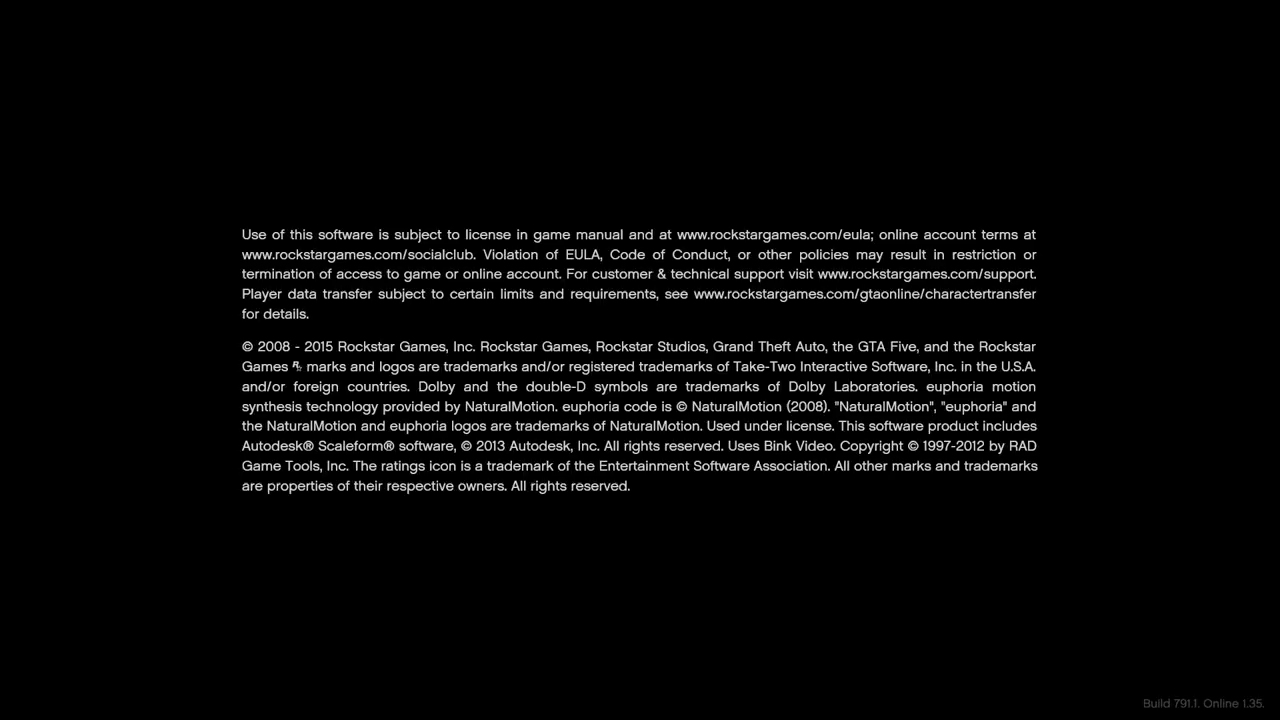 Use of this software is subject to license in game manual and at www.rockstargames.com/eula; online account terms at
www.rockstargames.com/socialclub. Violation of EULA, Code of Conduct, or other policies may result in restriction or
termination of access to game or online account. For customer & technical support visit www.rockstargames.com/support.
Player data transfer subject to certain limits and requirements, see www.rockstargames.com/gtaonline/charactertransfer
for details.
© 2008 - 2015 Rockstar Games, Inc. Rockstar Games, Rockstar Studios, Grand Theft Auto, the GTA Five, and the Rockstar
Games R* marks and logos are trademarks and/or registered trademarks of Take-Two Interactive Software, Inc. in the U.S.A.
and/or foreign countries. Dolby and the double-D symbols are trademarks of Dolby Laboratories. euphoria motion
synthesis technology provided by NaturalMotion. euphoria code is © NaturalMotion (2008). "NaturalMotion", "euphoria" and
the NaturalMotion and euphoria logos are trademarks of NaturalMotion. Used under license. This software product includes
Autodesk® Scaleform® software, © 2013 Autodesk, Inc. All rights reserved. Uses Bink Video. Copyright © 1997-2012 by RAD
Game Tools, Inc. The ratings icon is a trademark of the Entertainment Software Association. All other marks and trademarks
are properties of their respective owners. All rights reserved.
Build 791.1. Online 1.35.